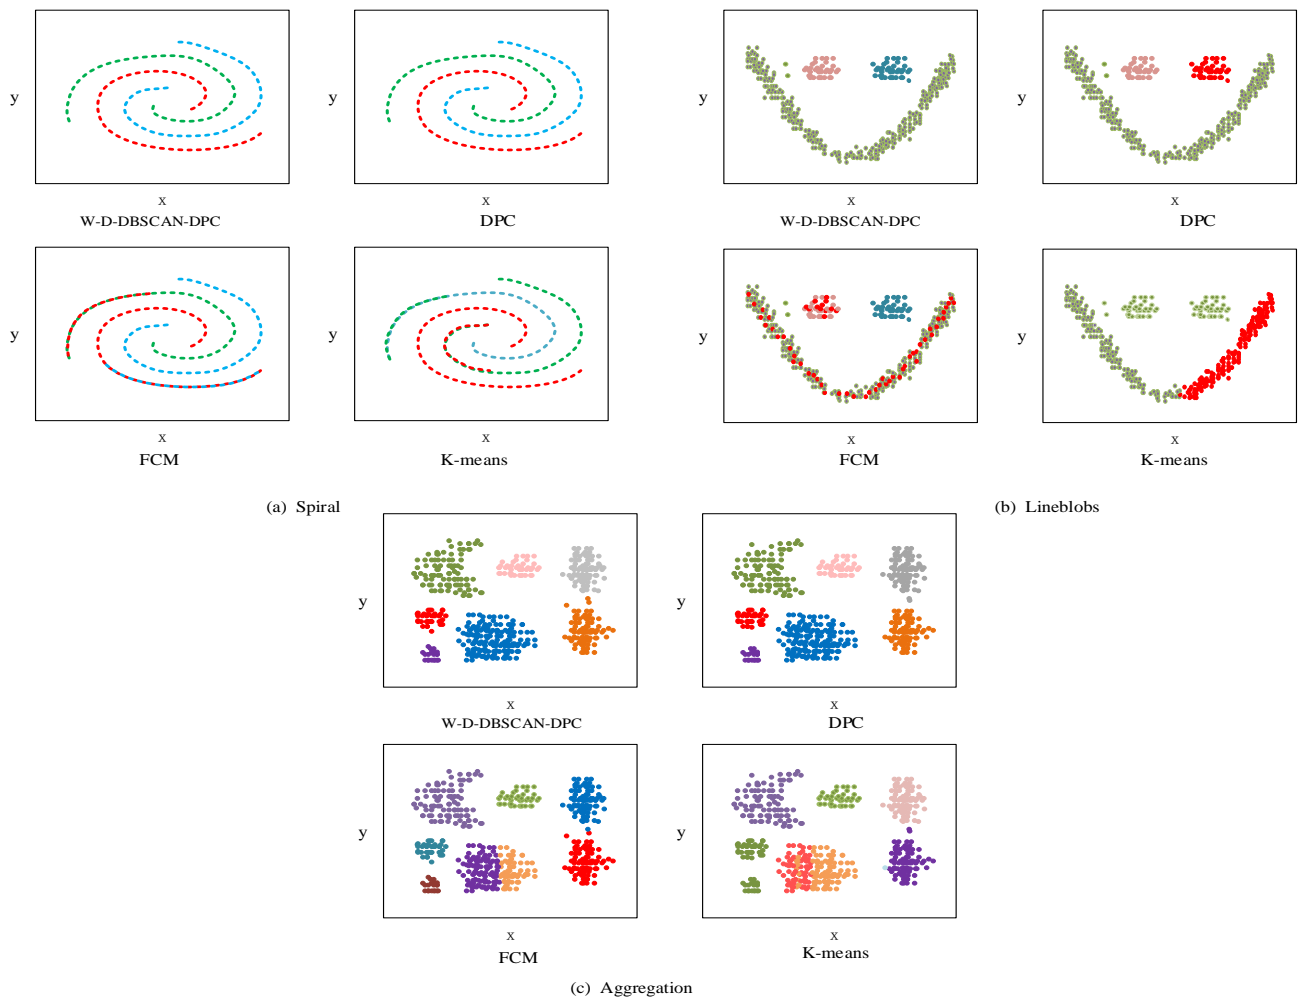 y
y
y
y
x
x
x
x
W-D-DBSCAN-DPC
DPC
W-D-DBSCAN-DPC
DPC
y
y
y
y
x
x
x
x
FCM
K-means
FCM
K-means
(a) Spiral
(b) Lineblobs
y
y
x
x
W-D-DBSCAN-DPC
DPC
y
y
x
x
FCM
K-means
(c) Aggregation